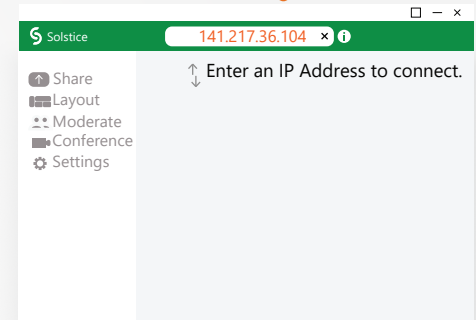 Solstice
141.217.36.104
Enter an IP Address to connect.
Share
Layout
Moderate
Conference
Settings